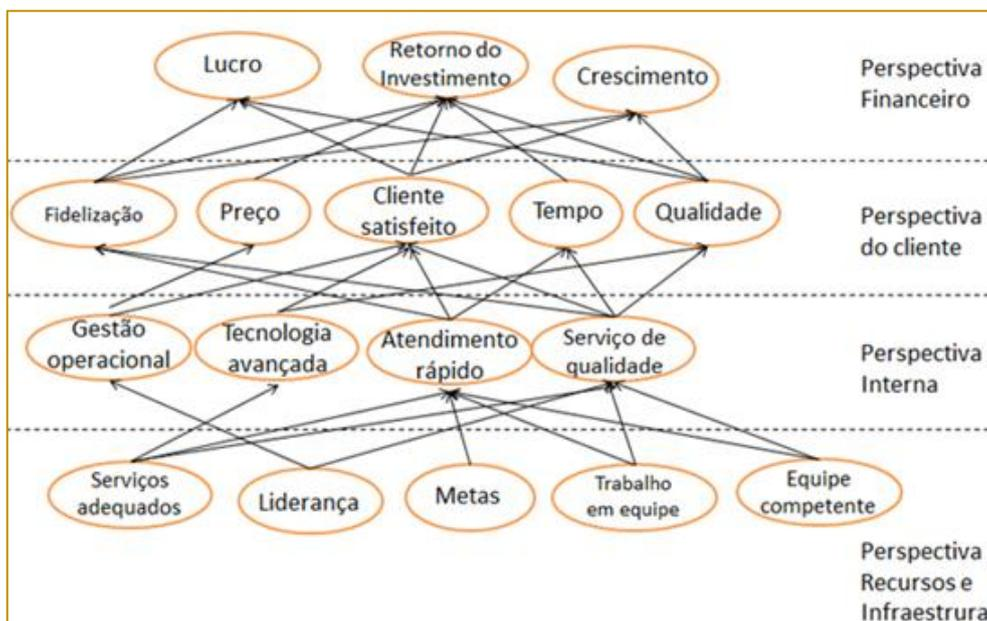 Lucro
Retorno do
Investimento
Crescimento
Perspectiva
Financeiro
Fidelização
Preço
Cliente
satisfeito
Tempo
Qualidade
Perspectiva
do cliente
Gestão
operacional
Tecnologia
avançada
Atendimento
rápido
Serviço de
qualidade
Perspectiva
Interna
Serviços
adequados
Liderança
Metas
Trabalho
em equipe
Equipe
competente
Perspectiva
Recursos e
Infraestrura